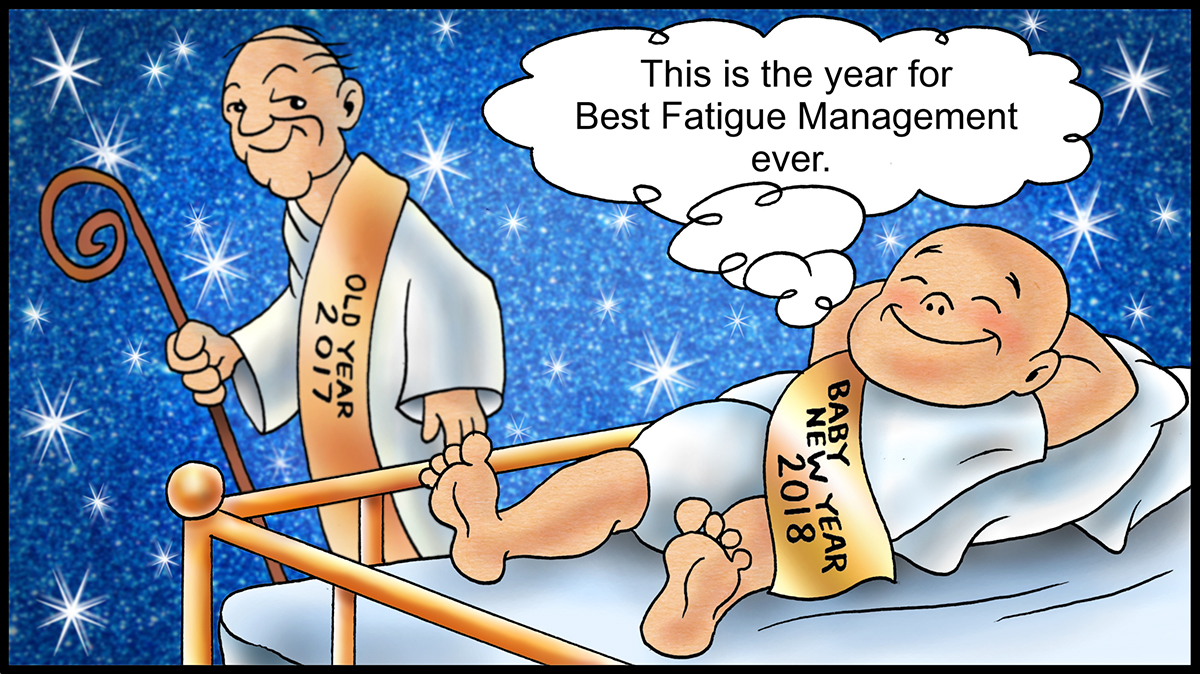 This is the year for
Best Fatigue Management
ever.
OLD YEAR
2017
BABY
NEW YEAR
2018